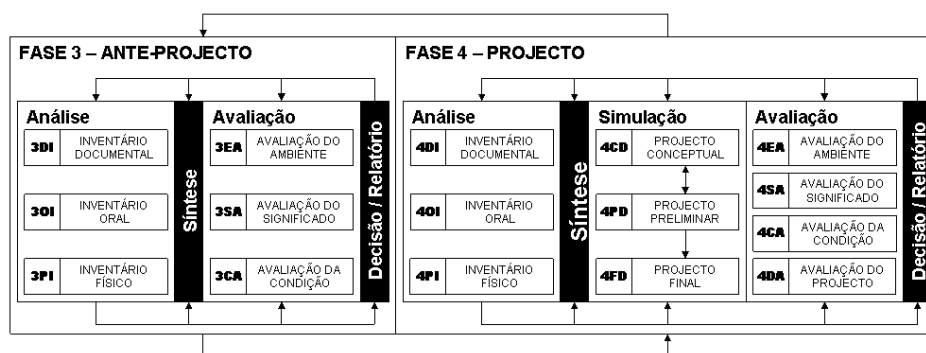 FASE 3 – ANTE-PROJECTO
Análise
3DI INVENTÁRIO
DOCUMENTAL
3OI INVENTÁRIO
ORAL
3PI INVENTÁRIO
FÍSICO
Síntese
Avaliação
3EA AVALIAÇÃO DO
AMBIENTE
3SA AVALIAÇÃO DO
SIGNIFICADO
3CA AVALIAÇÃO DA
CONDIÇÃO
Decisão / Relatório
FASE 4 – PROJECTO
Análise
4DI INVENTÁRIO
DOCUMENTAL
4OI INVENTÁRIO
ORAL
4PI INVENTÁRIO
FÍSICO
Síntese
Simulação
4CD PROJECTO
CONCEPTUAL
4PD PROJECTO
PRELIMINAR
4FD PROJECTO
FINAL
Avaliação
4EA AVALIAÇÃO DO
AMBIENTE
4SA AVALIAÇÃO DO
SIGNIFICADO
4CA AVALIAÇÃO DA
CONDIÇÃO
4DA AVALIAÇÃO DO
PROJECTO
Decisão / Relatório